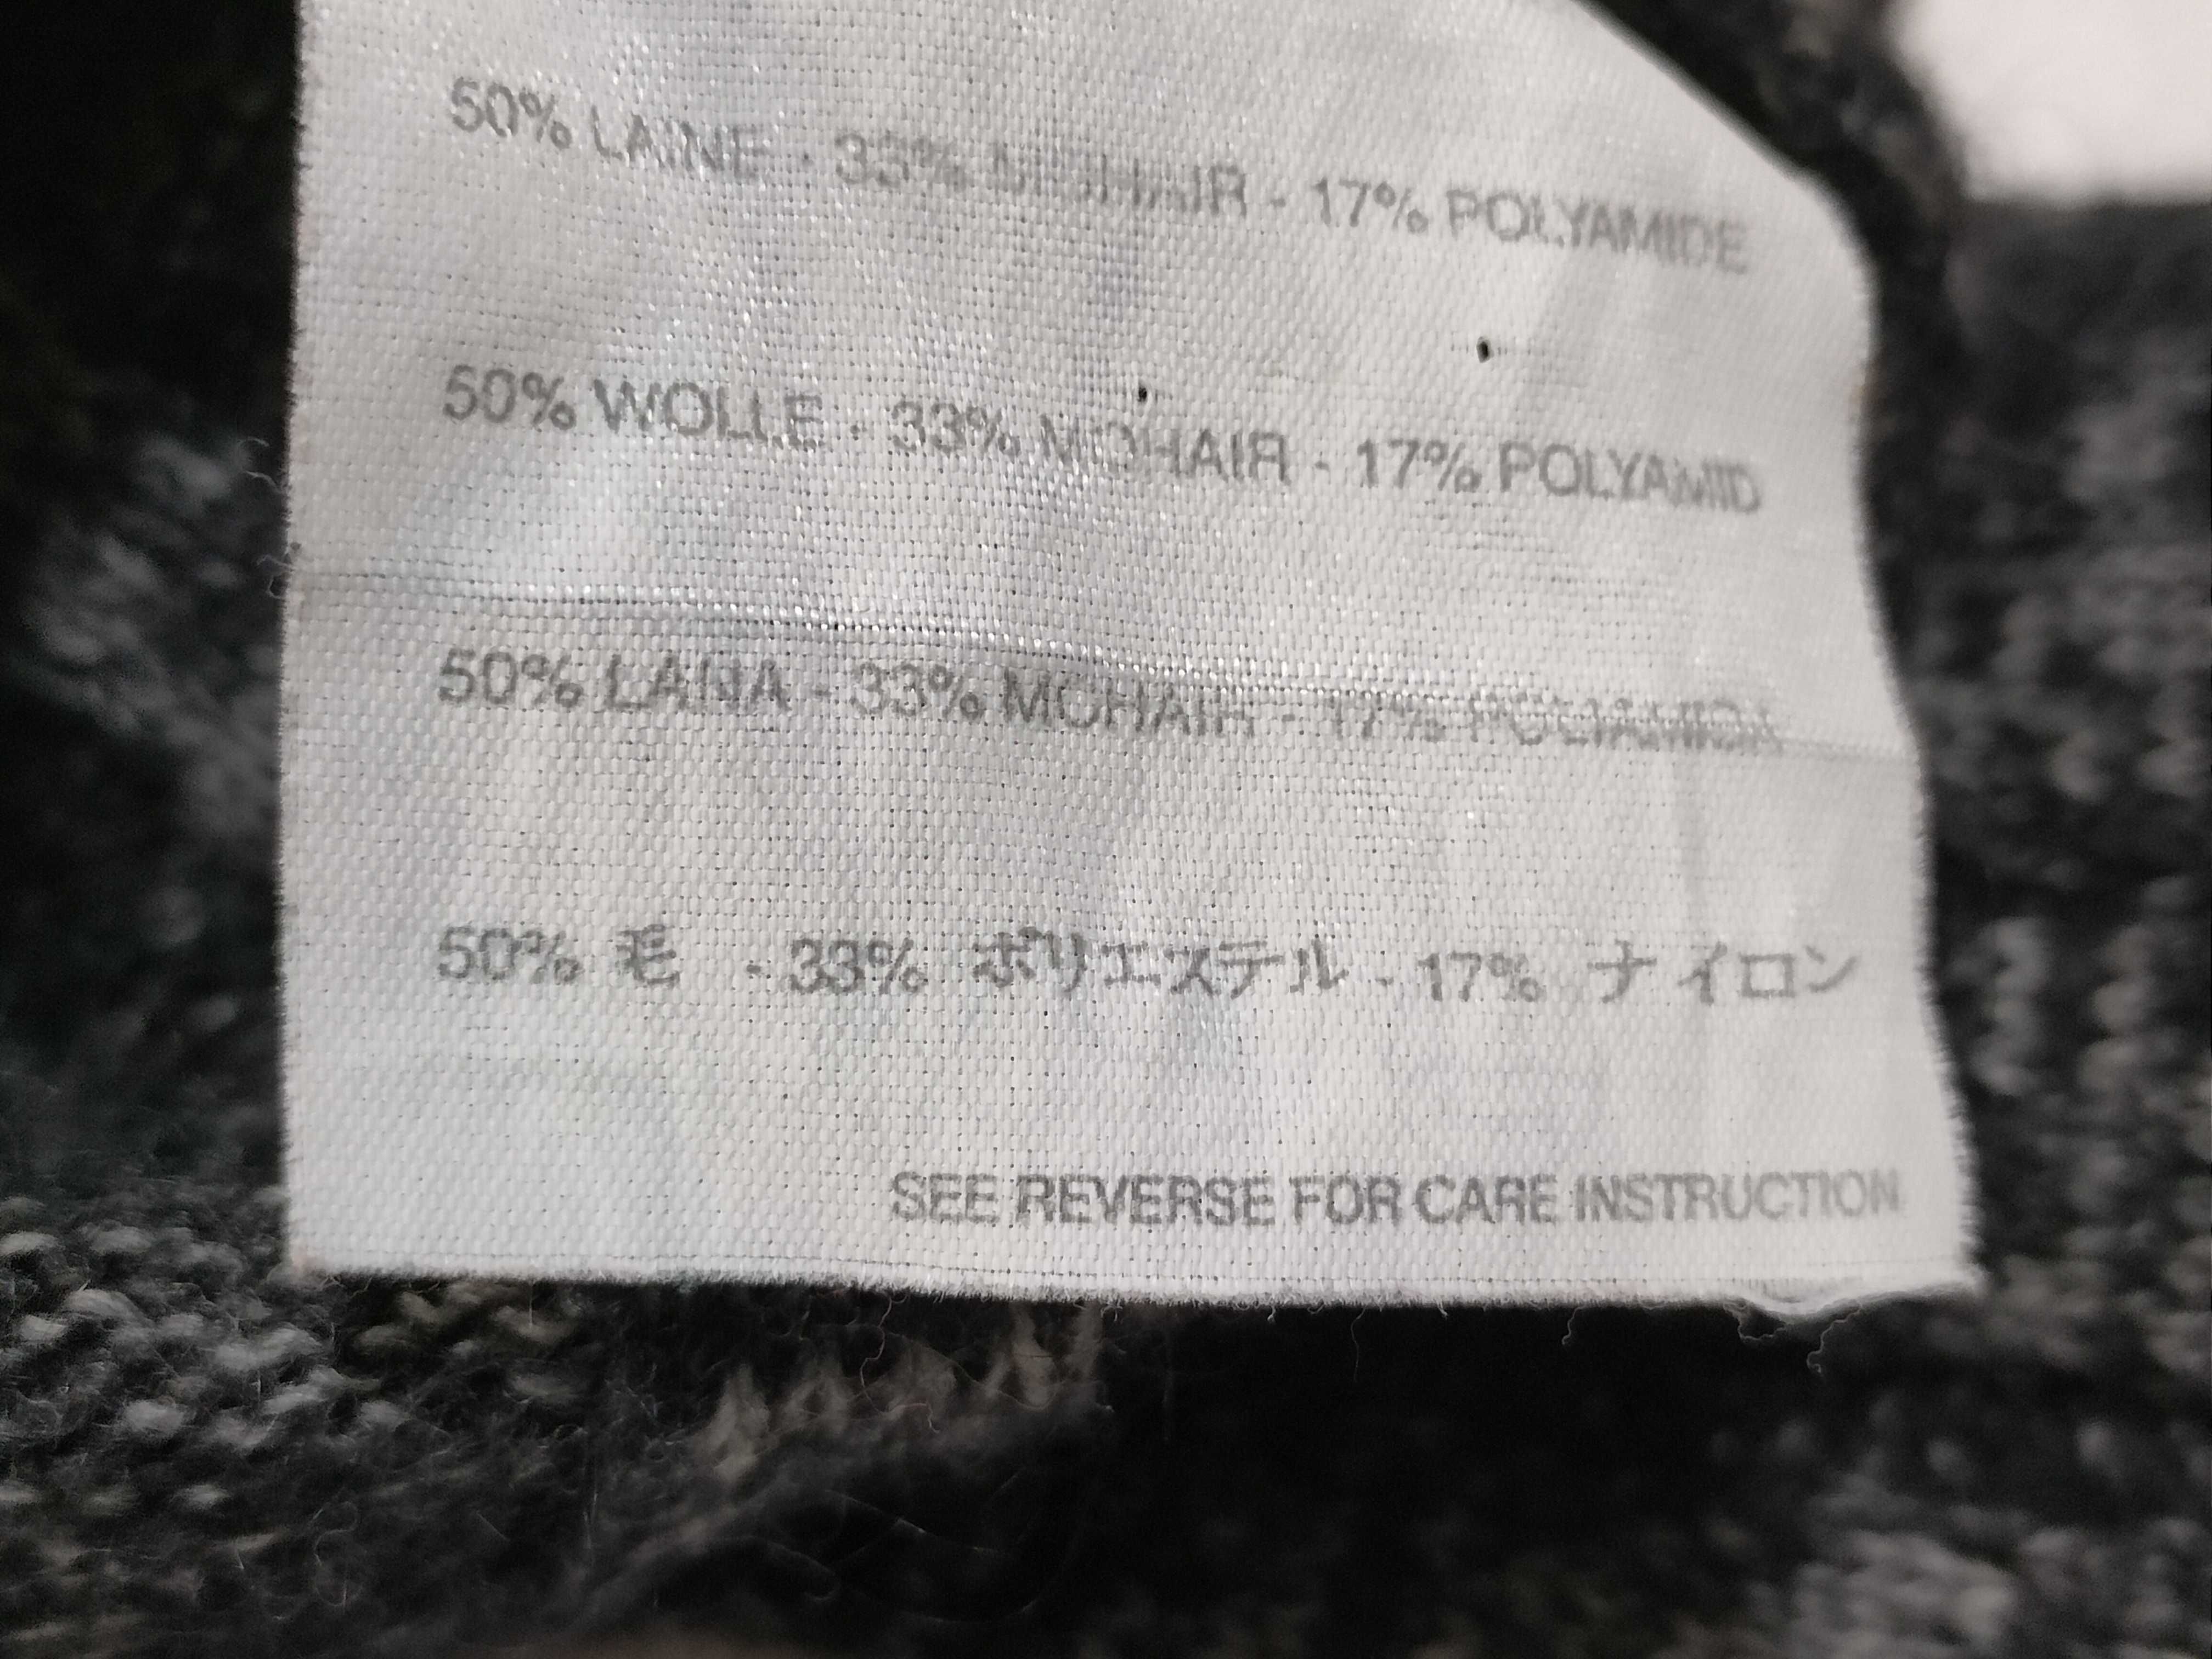 50% LAINE - 33% MOHAIR - 17% POLYAMIDE
50% WOLLE - 33% MOHAIR - 17% POLYAMID
50% LANA - 33% MOHAIR - 17% POLIAMIDA
50% 毛 - 33% ポリエステル - 17% ナイロン
SEE REVERSE FOR CARE INSTRUCTION